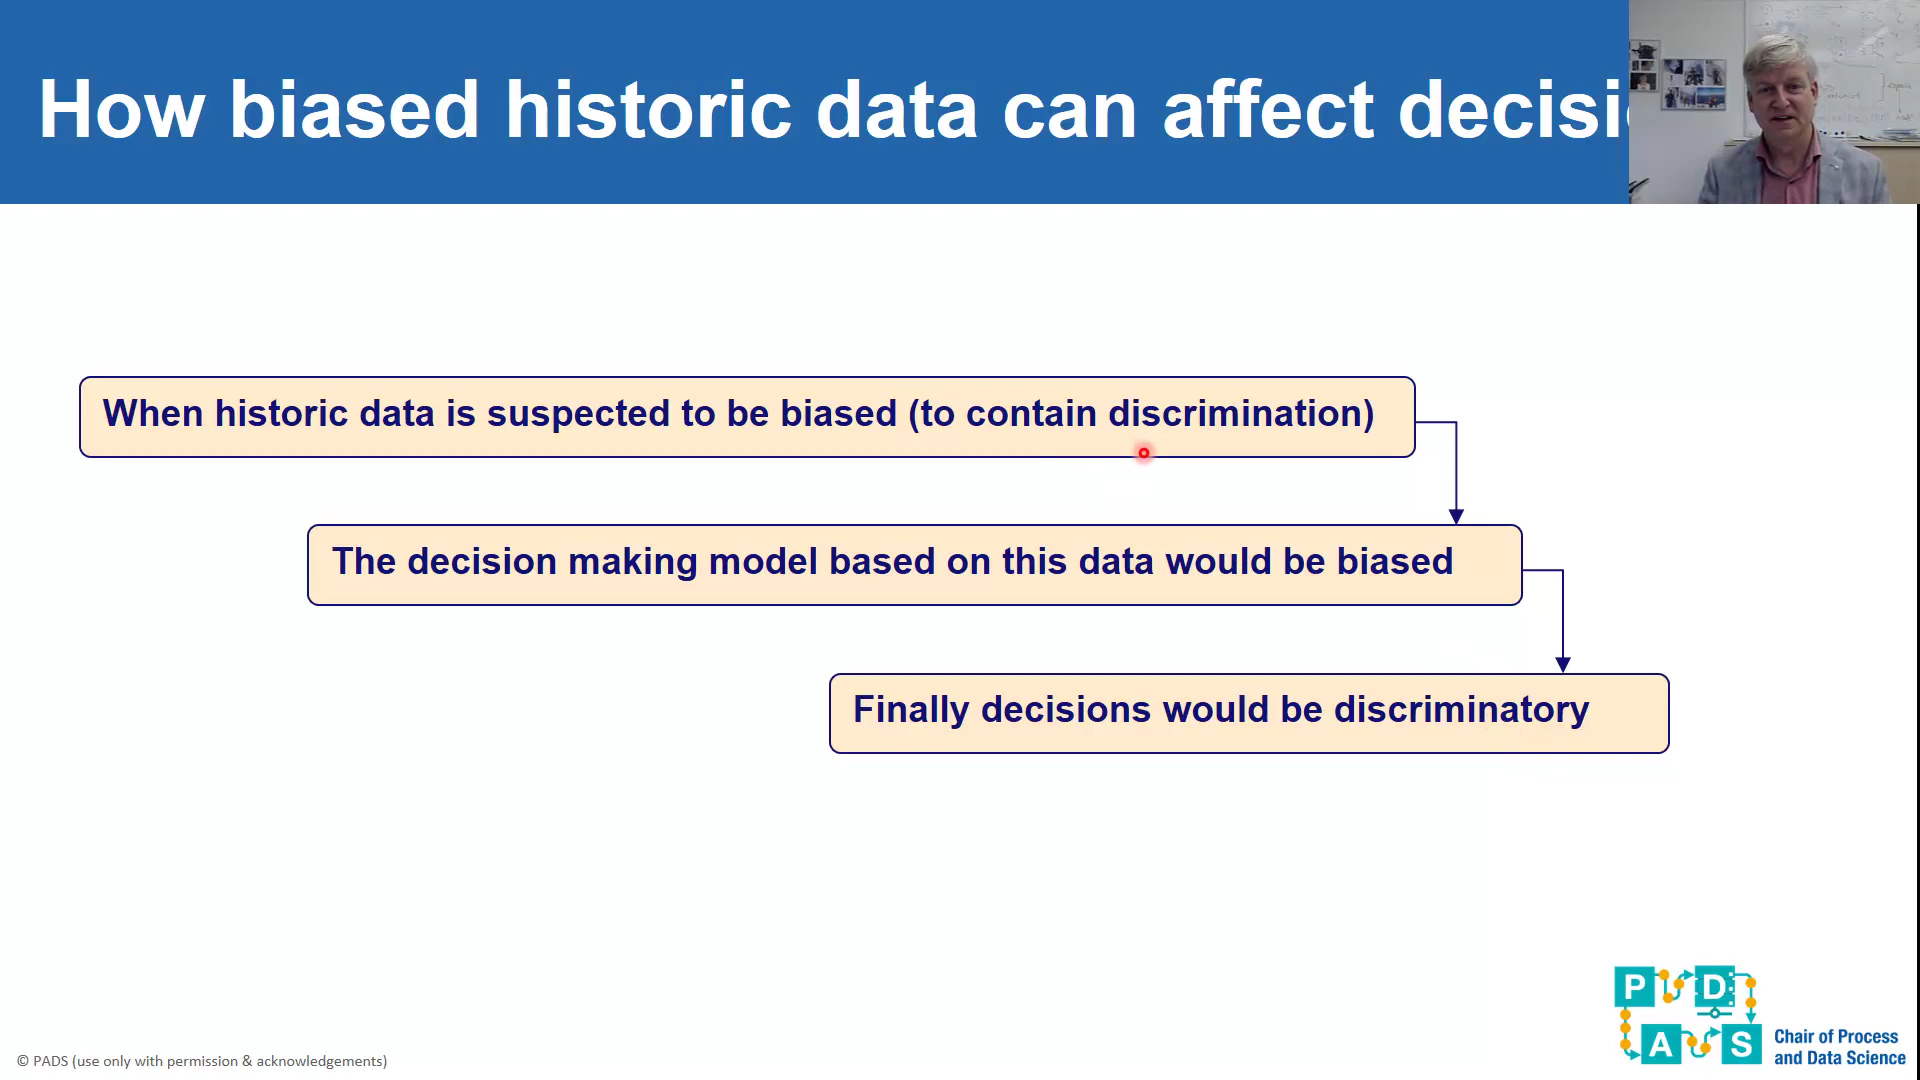 How biased historic data can affect
When historic data is suspected to be biased (to contain discrimination)
The decision making model based on this data would be biased
Finally decisions would be discriminatory
P D
A S
Chair of Process
and Data Science
© PADS (use only with permission & acknowledgements)